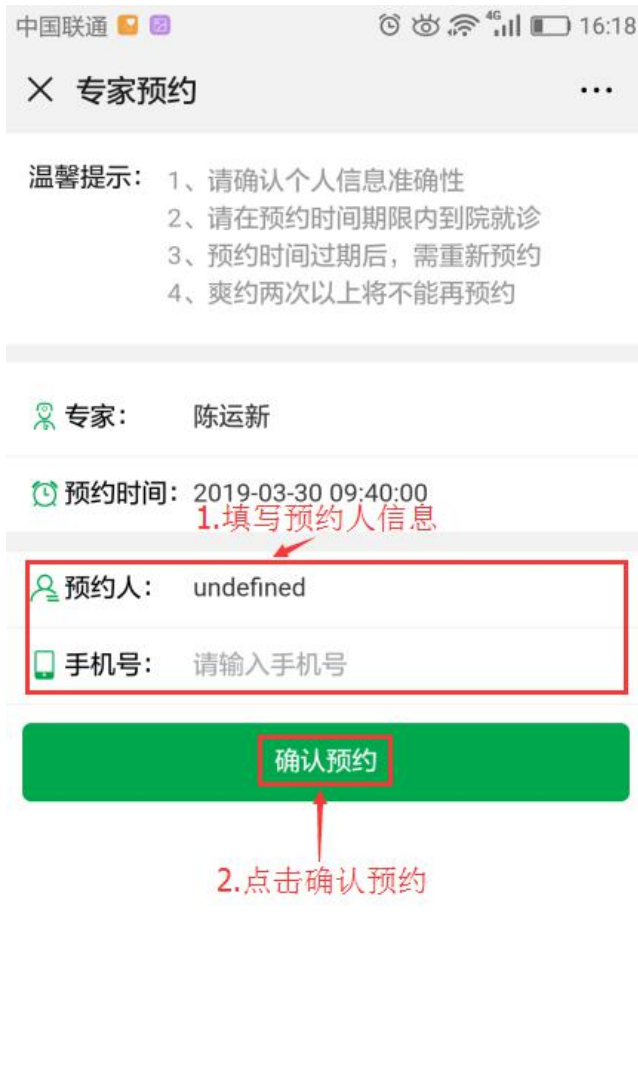 中国联通 4G 16:18
专家预约
温馨提示： 1、请确认个人信息准确性
2、请在预约时间期限内到院就诊
3、预约时间过期后，需重新预约
4、爽约两次以上将不能再预约
专家： 陈运新
预约时间： 2019-03-30 09:40:00
1.填写预约人信息
预约人： undefined
手机号： 请输入手机号
确认预约
2.点击确认预约